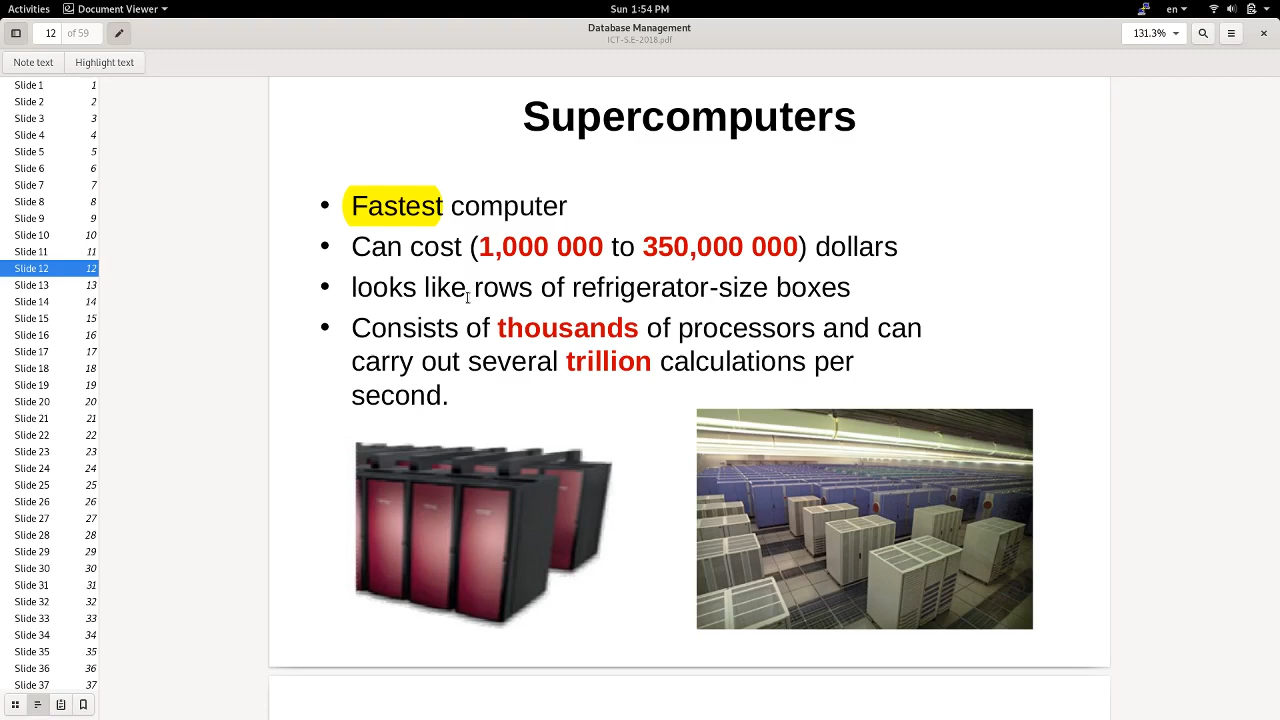 Activities
Document Viewer
Sun 1:54 PM
en
12
of 59
Database Management
ICT-S.E-2018.pdf
131.3%
Note text
Highlight text
Slide 1 1
Slide 2 2
Slide 3 3
Slide 4 4
Slide 5 5
Slide 6 6
Slide 7 7
Slide 8 8
Slide 9 9
Slide 10 10
Slide 11 11
Slide 12 12
Slide 13 13
Slide 14 14
Slide 15 15
Slide 16 16
Slide 17 17
Slide 18 18
Slide 19 19
Slide 20 20
Slide 21 21
Slide 22 22
Slide 23 23
Slide 24 24
Slide 25 25
Slide 26 26
Slide 27 27
Slide 28 28
Slide 29 29
Slide 30 30
Slide 31 31
Slide 32 32
Slide 33 33
Slide 34 34
Slide 35 35
Slide 36 36
Slide 37 37
Supercomputers
• Fastest computer
• Can cost (1,000 000 to 350,000 000) dollars
• looks like rows of refrigerator-size boxes
• Consists of thousands of processors and can
carry out several trillion calculations per
second.